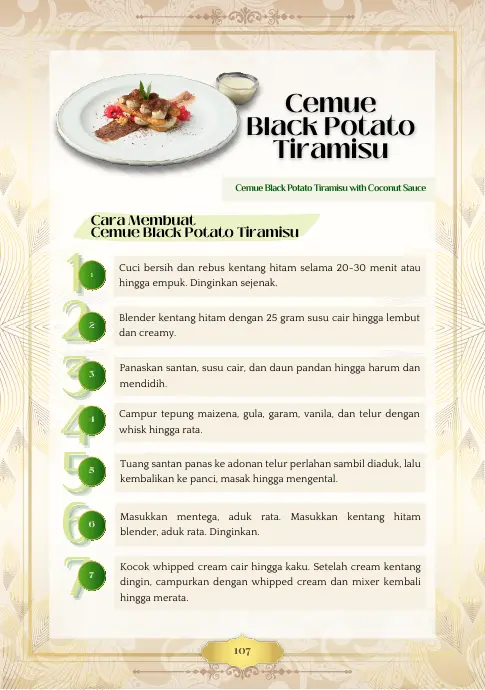 Cemue
Black Potato
Tiramisu
Cemue Black Potato Tiramisu with Coconut Sauce
Cara Membuat
Cemue Black Potato Tiramisu
1
Cuci bersih dan rebus kentang hitam selama 20-30 menit atau
hingga empuk. Dinginkan sejenak.
2
Blender kentang hitam dengan 25 gram susu cair hingga lembut
dan creamy.
3
Panaskan santan, susu cair, dan daun pandan hingga harum dan
mendidih.
4
Campur tepung maizena, gula, garam, vanila, dan telur dengan
whisk hingga rata.
5
Tuang santan panas ke adonan telur perlahan sambil diaduk, lalu
kembalikan ke panci, masak hingga mengental.
6
Masukkan mentega, aduk rata. Masukkan kentang hitam
blender, aduk rata. Dinginkan.
7
Kocok whipped cream cair hingga kaku. Setelah cream kentang
dingin, campurkan dengan whipped cream dan mixer kembali
hingga merata.
107